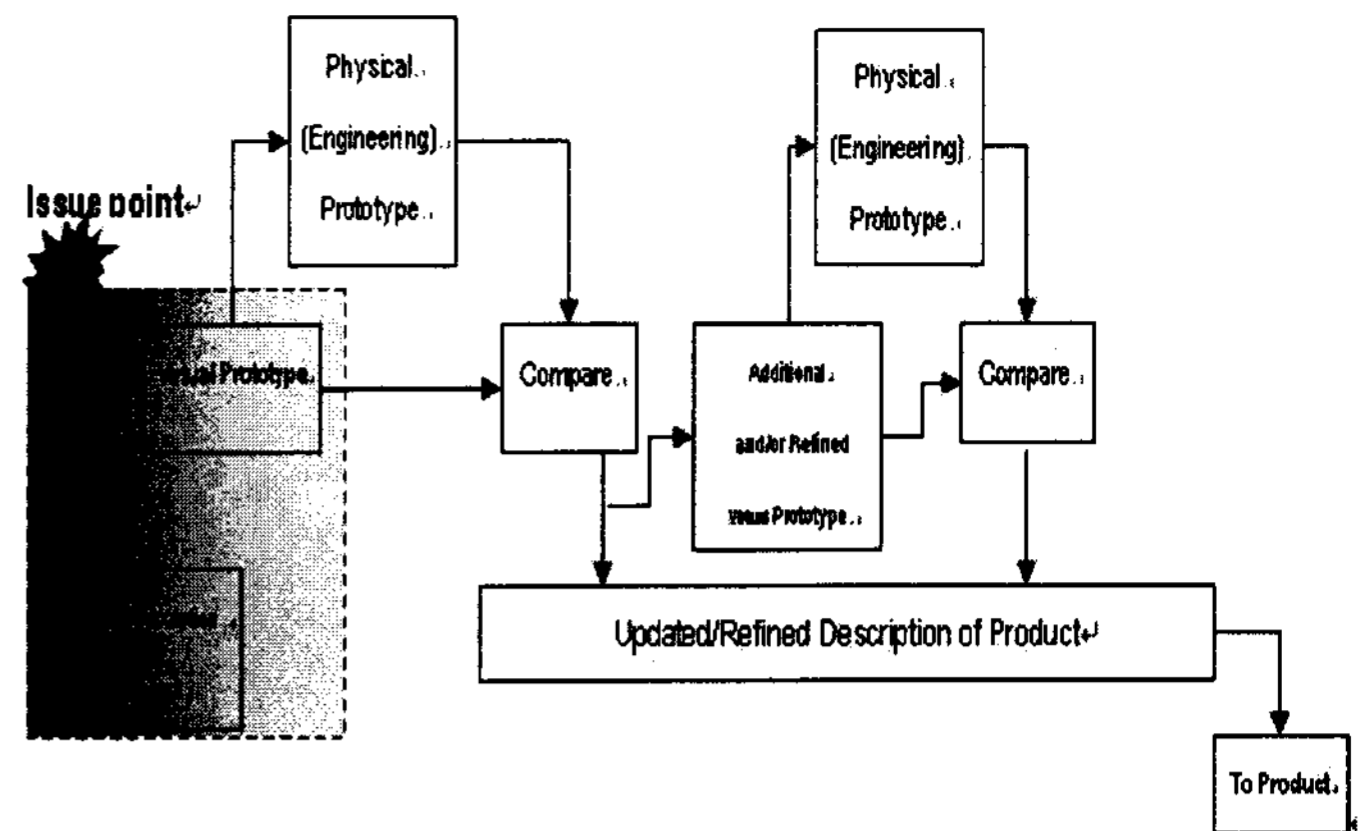 Physical
(Engineering)
Prototype
Physical
(Engineering)
Prototype
Issue point
Prototype
Compare
Additional
and/or Refined
Prototype
Compare
Updated/Refined Description of Product
To Product